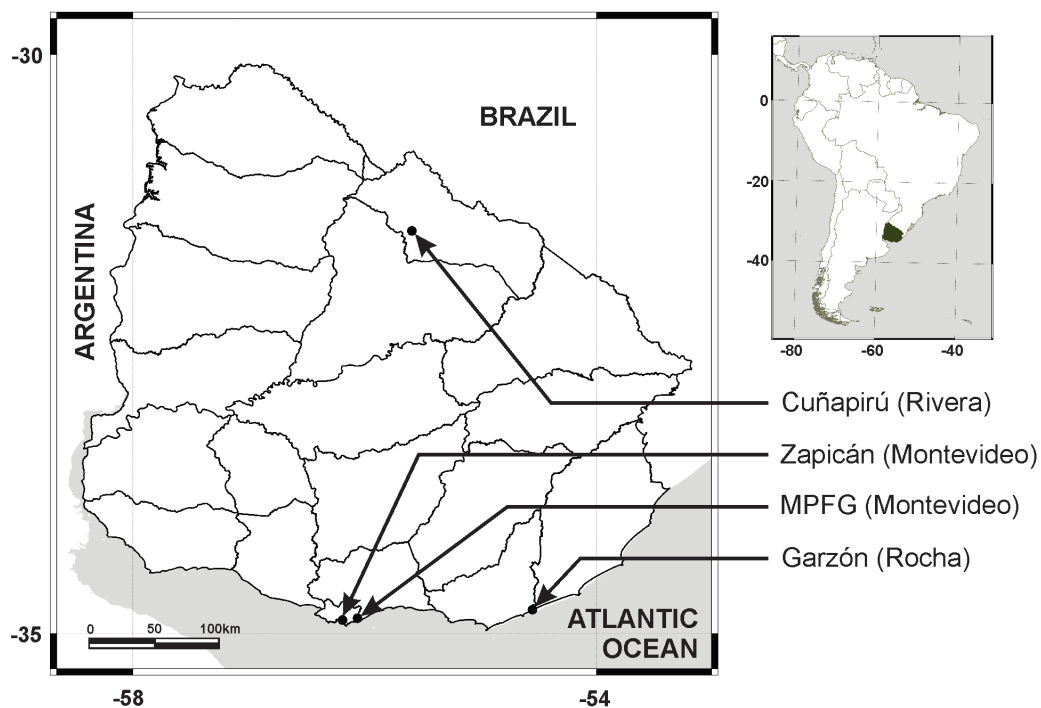 -30
BRAZIL
ARGENTINA
0
-20
-40
-80
-60
-40
Cuñapirú (Rivera)
Zapicán (Montevideo)
MPFG (Montevideo)
Garzón (Rocha)
ATLANTIC
OCEAN
0
50
100km
-35
-58
-54